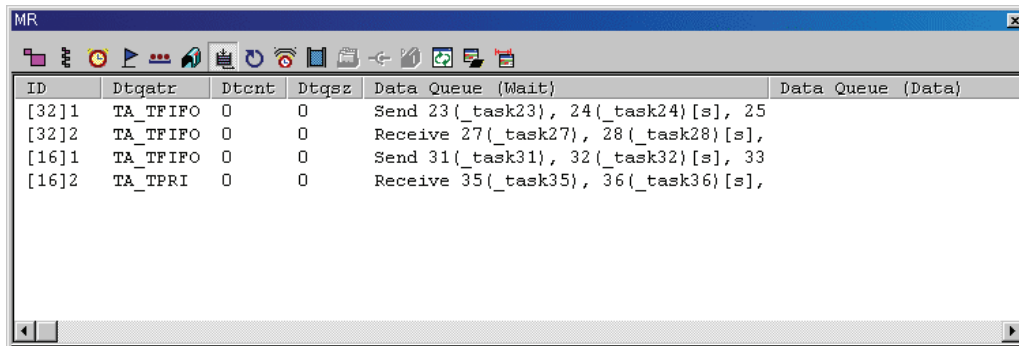 MR
ID Dtqatr Dtcnt Dtqsz Data Queue (Wait) Data Queue (Data)
[32]1 TA_TFIFO 0 0 Send 23(_task23), 24(_task24)[s], 25
[32]2 TA_TFIFO 0 0 Receive 27(_task27), 28(_task28)[s],
[16]1 TA_TFIFO 0 0 Send 31(_task31), 32(_task32)[s], 33
[16]2 TA_TPRI 0 0 Receive 35(_task35), 36(_task36)[s],